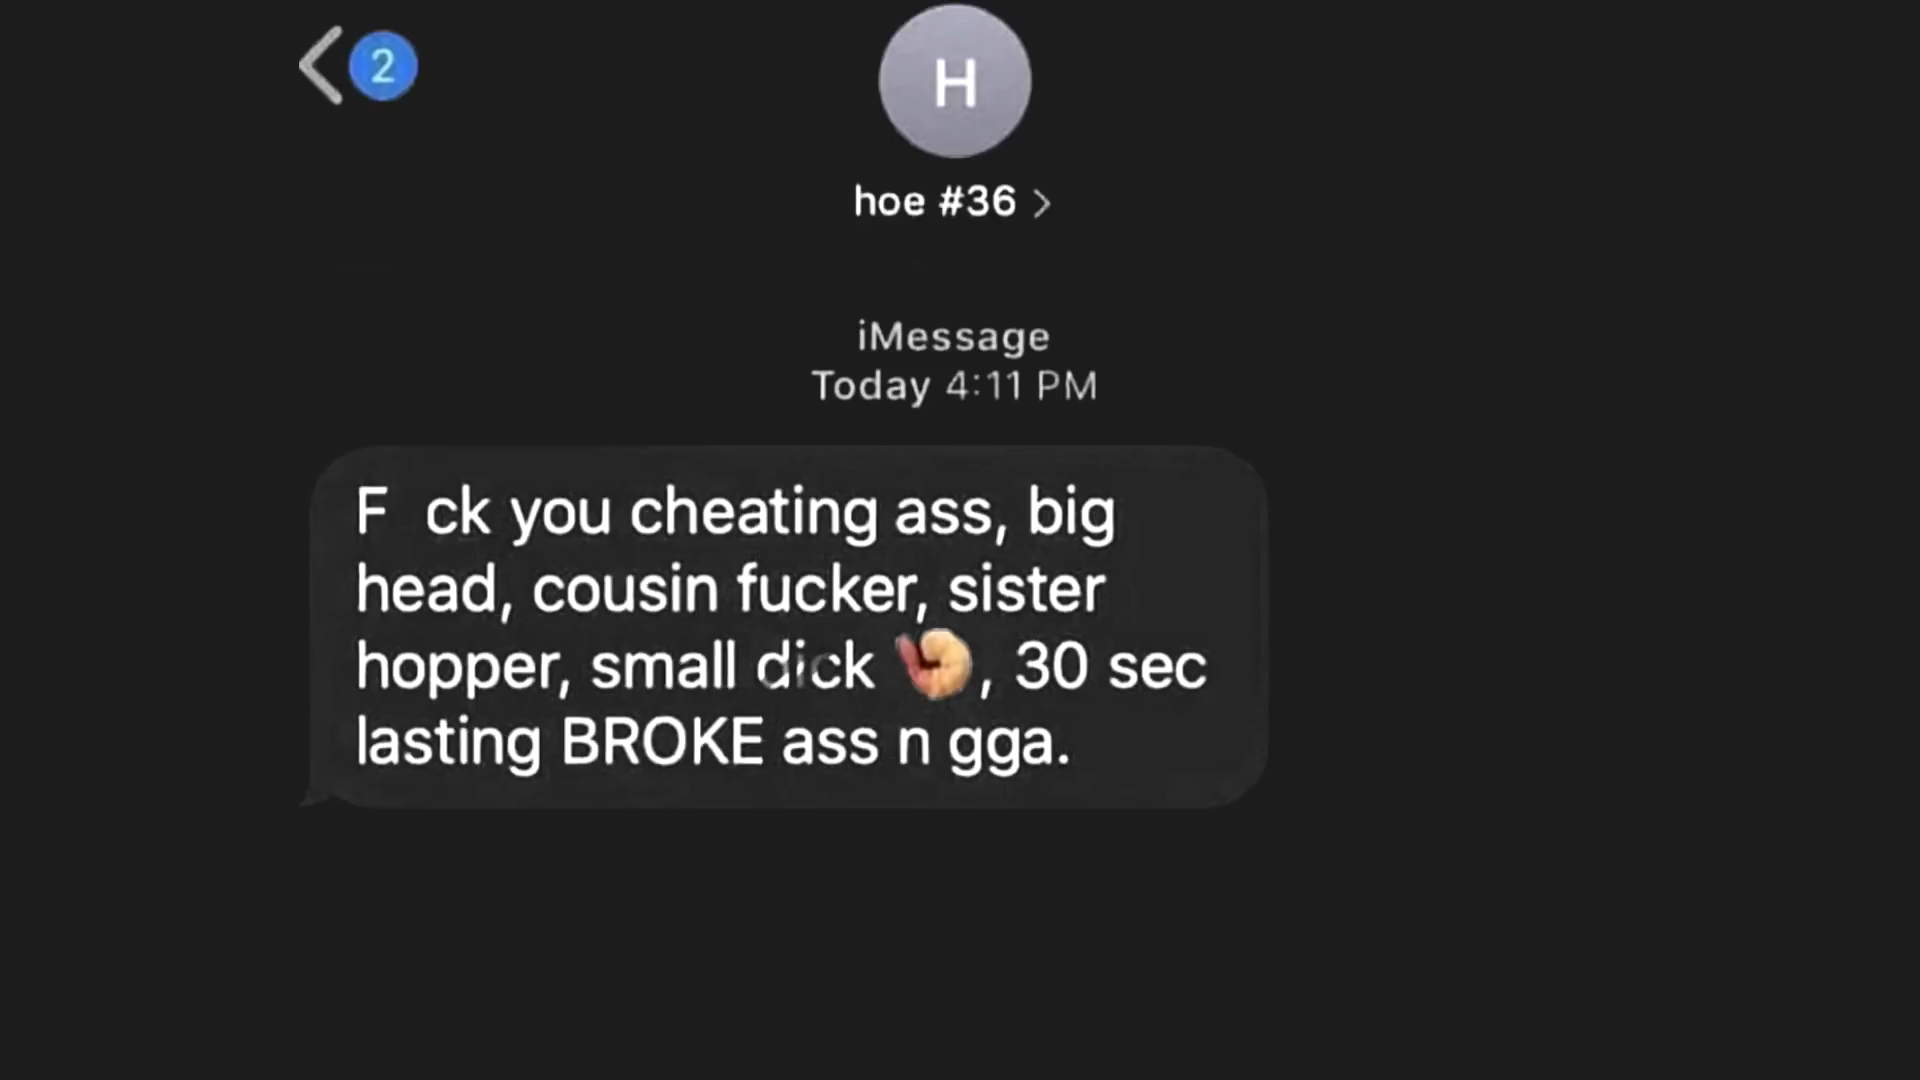 2
H
hoe #36
iMessage
Today 4:11 PM
F ck you cheating ass, big
head, cousin fucker, sister
hopper, small dick 🤏, 30 sec
lasting BROKE ass n gga.